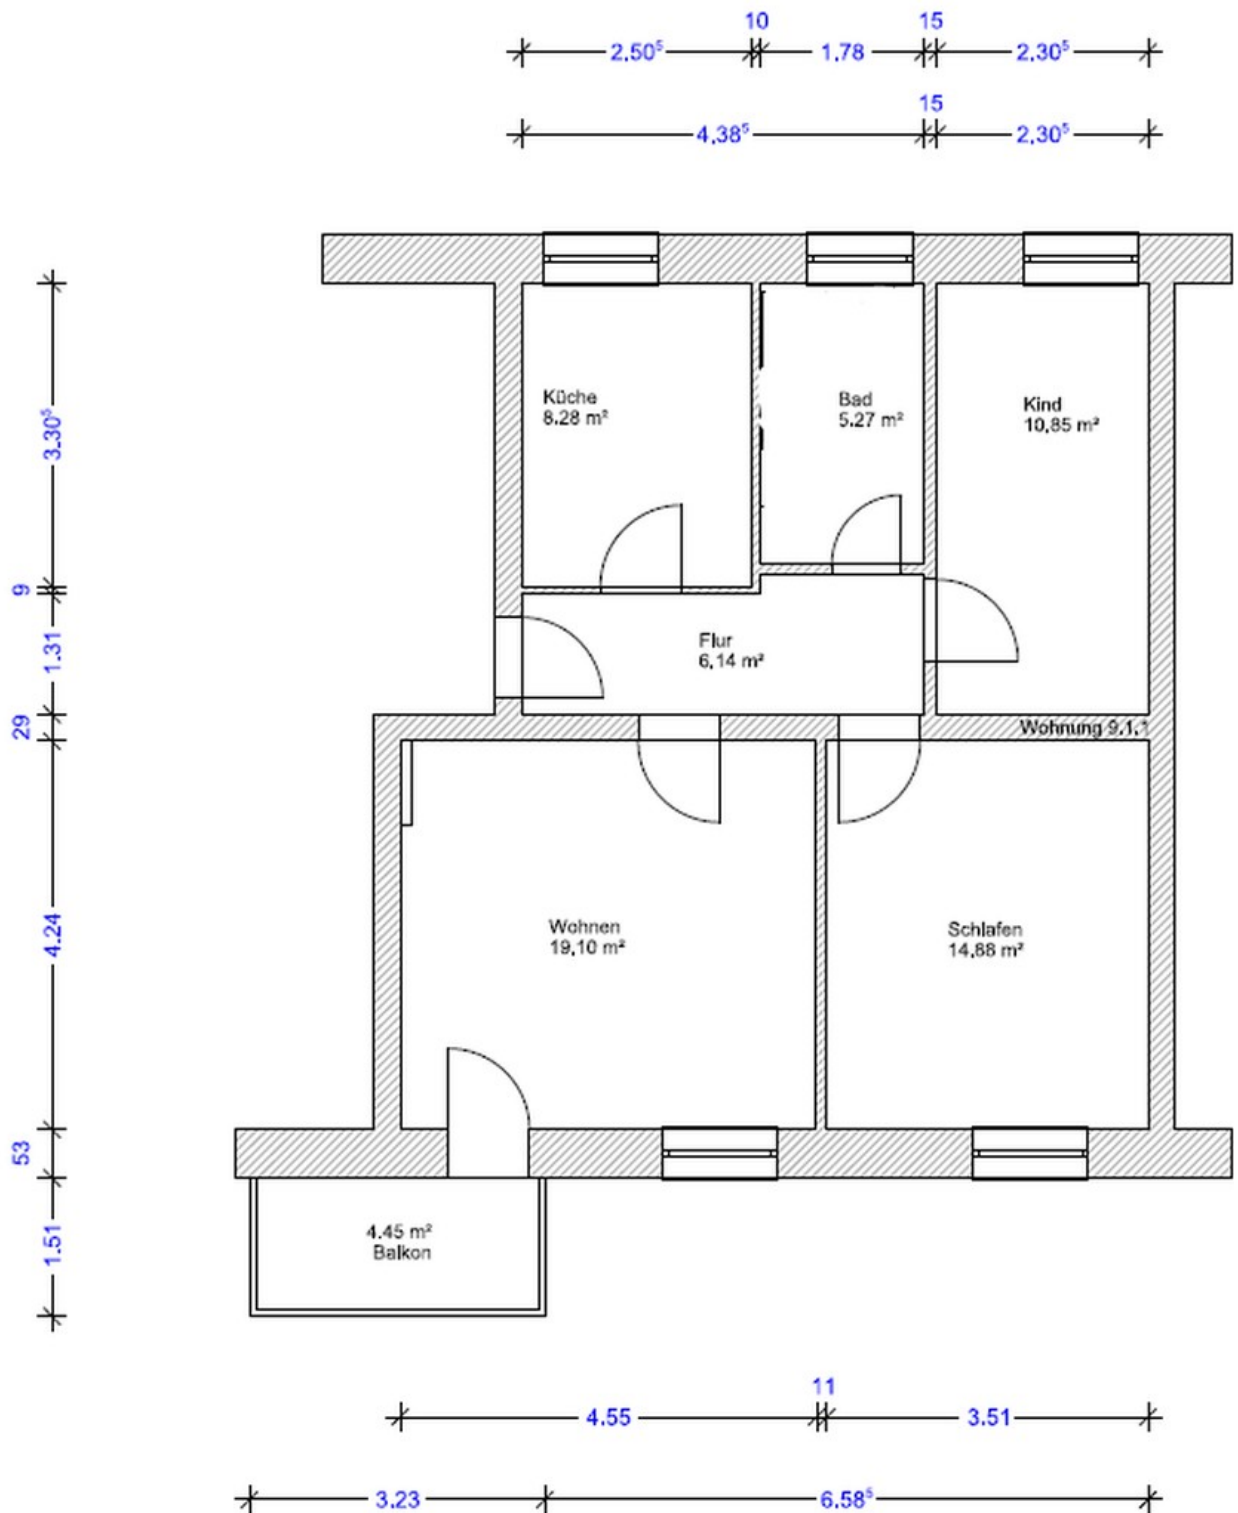 10 15
2.50⁵ 1.78 2.30⁵
15
4.38⁵ 2.30⁵
3.30⁵
9
1.31
29
4.24
53
1.51
Küche
8.28 m²
Bad
5.27 m²
Kind
10,85 m²
Flur
6,14 m²
Wohnung 9.1.1
Wohnen
19,10 m²
Schlafen
14,88 m²
4.45 m²
Balkon
11
4.55 3.51
3.23 6.58⁵